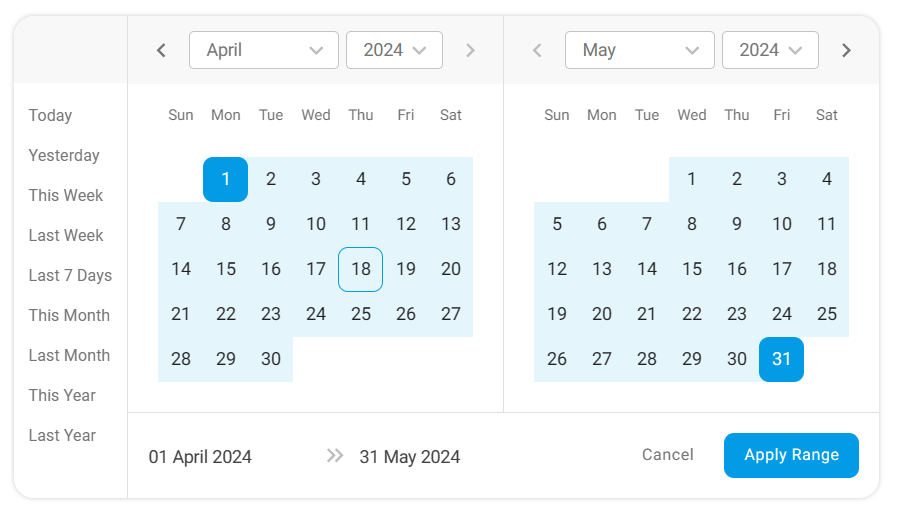 April 2024 May 2024
Today Sun Mon Tue Wed Thu Fri Sat Sun Mon Tue Wed Thu Fri Sat
Yesterday
1 2 3 4 5 6 1 2 3 4
This Week
7 8 9 10 11 12 13 5 6 7 8 9 10 11
Last Week
Last 7 Days 14 15 16 17 18 19 20 12 13 14 15 16 17 18
This Month 21 22 23 24 25 26 27 19 20 21 22 23 24 25
Last Month 28 29 30 26 27 28 29 30 31
This Year
Last Year
01 April 2024 31 May 2024 Cancel Apply Range